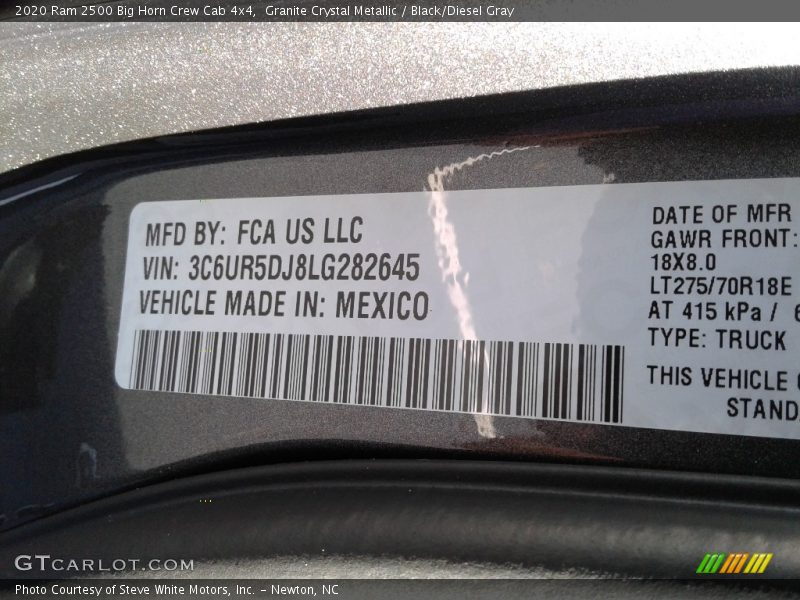 2020 Ram 2500 Big Horn Crew Cab 4x4, Granite Crystal Metallic / Black/Diesel Gray
MFD BY: FCA US LLC
VIN: 3C6UR5DJ8LG282645
VEHICLE MADE IN: MEXICO
DATE OF MFR
GAWR FRONT:
18X8.0
LT275/70R18E
AT 415 kPa /
TYPE: TRUCK
THIS VEHICLE
STAND
GTCARLOT.COM
Photo Courtesy of Steve White Motors, Inc. – Newton, NC